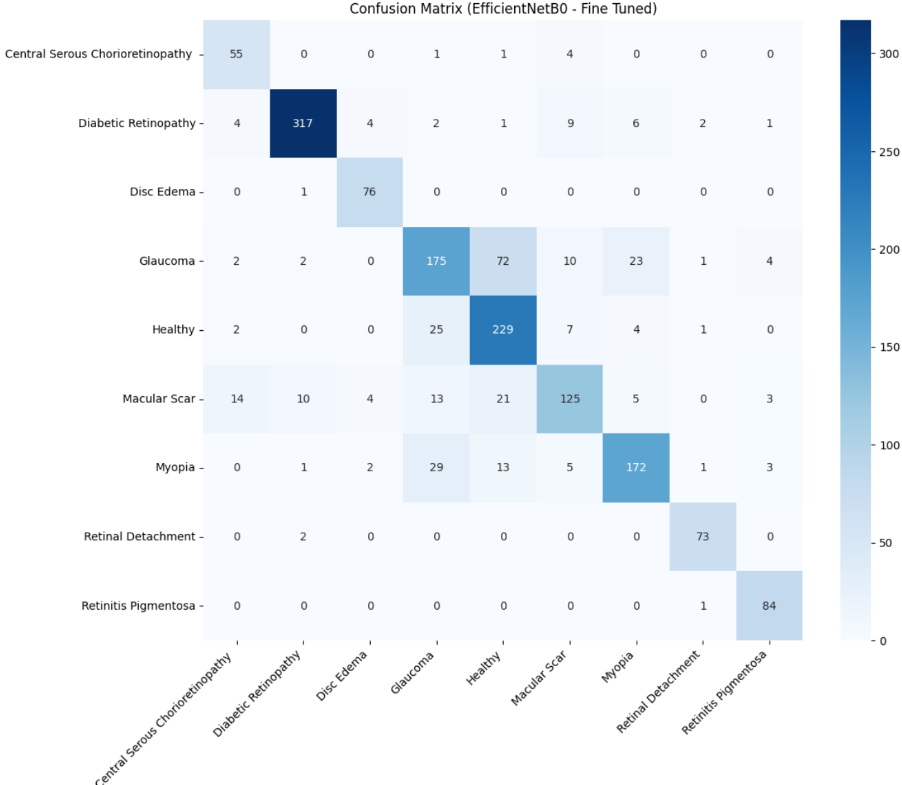 Confusion Matrix (EfficientNetB0 - Fine Tuned)
Central Serous Chorioretinopathy 55 0 0 1 1 4 0 0 0
Diabetic Retinopathy 4 317 4 2 1 9 6 2 1
Disc Edema 0 1 76 0 0 0 0 0 0
Glaucoma 2 2 0 175 72 10 23 1 4
Healthy 2 0 0 25 229 7 4 1 0
Macular Scar 14 10 4 13 21 125 5 0 3
Myopia 0 1 2 29 13 5 172 1 3
Retinal Detachment 0 2 0 0 0 0 0 73 0
Retinitis Pigmentosa 0 0 0 0 0 0 0 1 84
Central Serous Chorioretinopathy
Diabetic Retinopathy
Disc Edema
Glaucoma
Healthy
Macular Scar
Myopia
Retinal Detachment
Retinitis Pigmentosa
300
250
200
150
100
50
0